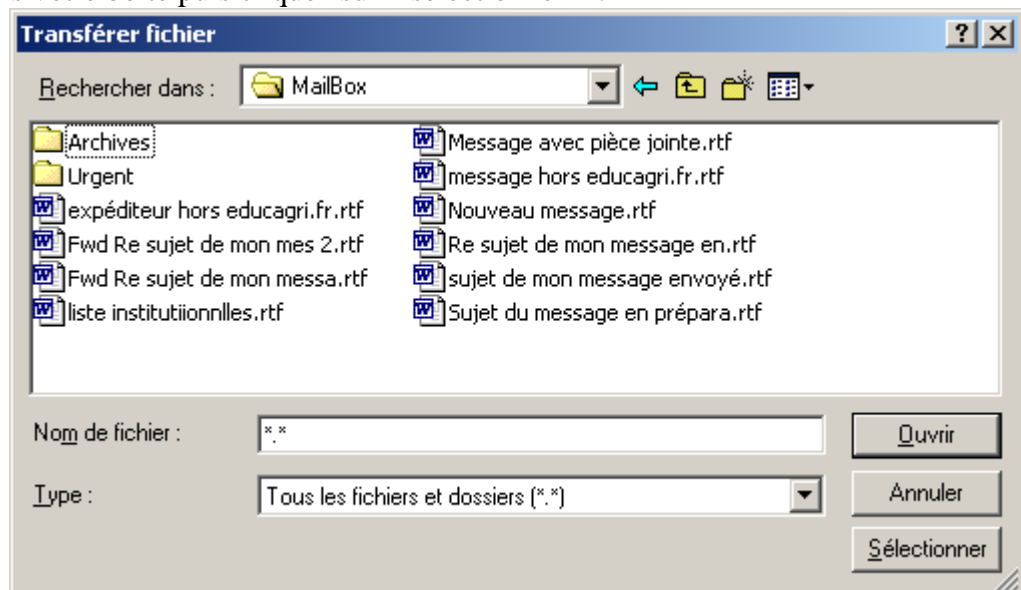 Transférer fichier
Rechercher dans :
MailBox
Archives
Urgent
expéditeur hors educagri.fr.rtf
Fwd Re sujet de mon mes 2.rtf
Fwd Re sujet de mon messa.rtf
liste institutiionnlles.rtf
Message avec pièce jointe.rtf
message hors educagri.fr.rtf
Nouveau message.rtf
Re sujet de mon message en.rtf
sujet de mon message envoyé.rtf
Sujet du message en prépara.rtf
Nom de fichier :
*.*
Ouvrir
Type :
Tous les fichiers et dossiers (*.*)
Annuler
Sélectionner